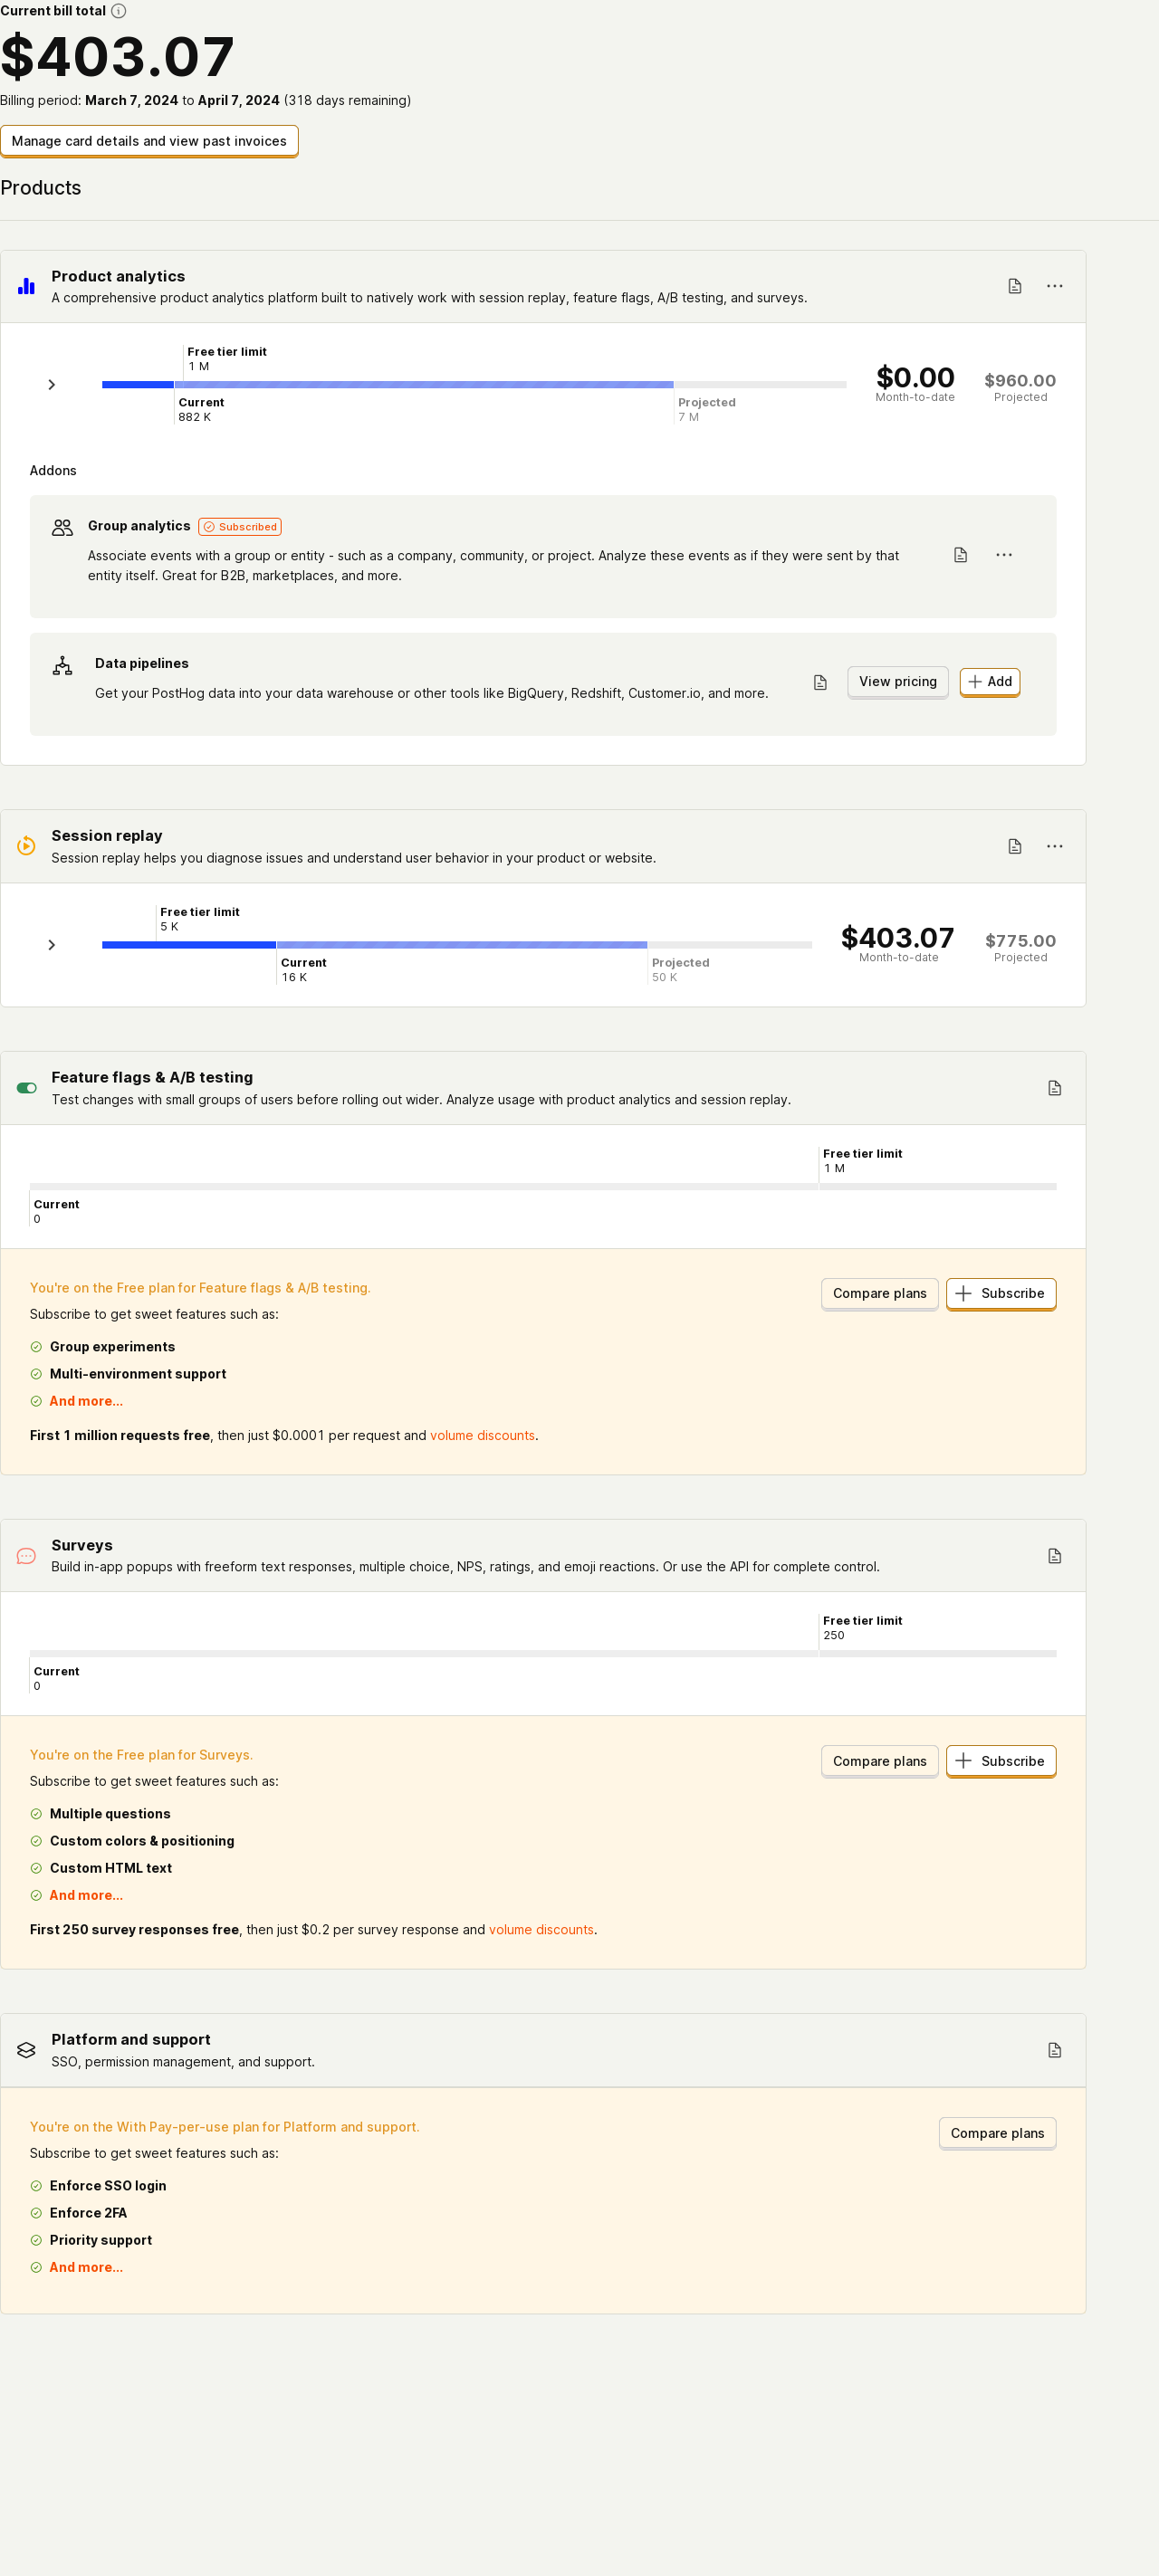 Current bill total
$403.07
Billing period: March 7, 2024 to April 7, 2024 (318 days remaining)
Manage card details and view past invoices
Products
Product analytics
A comprehensive product analytics platform built to natively work with session replay, feature flags, A/B testing, and surveys.
Free tier limit
1 M
Current
882 K
Projected
7 M
$0.00
Month-to-date
$960.00
Projected
Addons
Group analytics Subscribed
Associate events with a group or entity - such as a company, community, or project. Analyze these events as if they were sent by that
entity itself. Great for B2B, marketplaces, and more.
Data pipelines
Get your PostHog data into your data warehouse or other tools like BigQuery, Redshift, Customer.io, and more.
View pricing
Add
Session replay
Session replay helps you diagnose issues and understand user behavior in your product or website.
Free tier limit
5 K
Current
16 K
Projected
50 K
$403.07
Month-to-date
$775.00
Projected
Feature flags & A/B testing
Test changes with small groups of users before rolling out wider. Analyze usage with product analytics and session replay.
Free tier limit
1 M
Current
0
You're on the Free plan for Feature flags & A/B testing.
Compare plans
Subscribe
Subscribe to get sweet features such as:
Group experiments
Multi-environment support
And more...
First 1 million requests free, then just $0.0001 per request and volume discounts.
Surveys
Build in-app popups with freeform text responses, multiple choice, NPS, ratings, and emoji reactions. Or use the API for complete control.
Free tier limit
250
Current
0
You're on the Free plan for Surveys.
Compare plans
Subscribe
Subscribe to get sweet features such as:
Multiple questions
Custom colors & positioning
Custom HTML text
And more...
First 250 survey responses free, then just $0.2 per survey response and volume discounts.
Platform and support
SSO, permission management, and support.
You're on the With Pay-per-use plan for Platform and support.
Compare plans
Subscribe to get sweet features such as:
Enforce SSO login
Enforce 2FA
Priority support
And more...